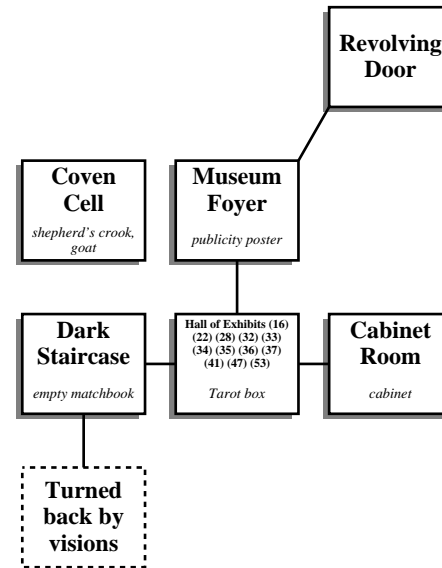 Revolving
Door
Coven
Cell
shepherd's crook,
goat
Museum
Foyer
publicity poster
Dark
Staircase
empty matchbook
Hall of Exhibits (16)
(22) (28) (32) (33)
(34) (35) (36) (37)
(41) (47) (53)
Tarot box
Cabinet
Room
cabinet
Turned
back by
visions